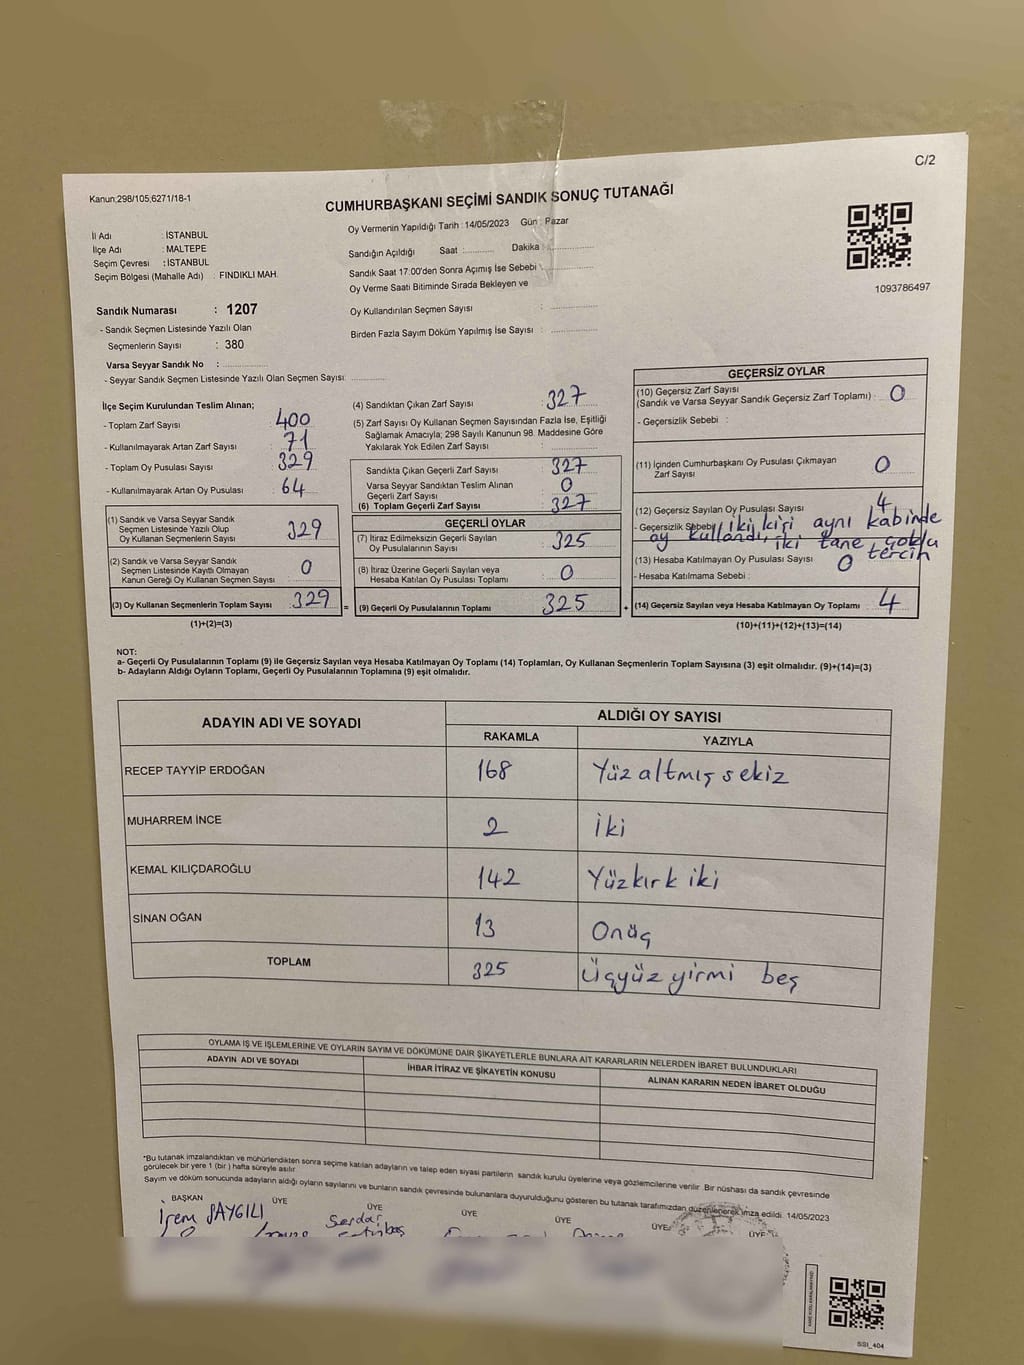 C/2
Kanun;298/105;6271/18-1
CUMHURBAŞKANI SEÇİMİ SANDIK SONUÇ TUTANAĞI
Oy Vermenin Yapıldığı Tarih : 14/05/2023 Gün : Pazar
İl Adı : İSTANBUL
İlçe Adı : MALTEPE
Seçim Çevresi : İSTANBUL
Seçim Bölgesi (Mahalle Adı) : FINDIKLI MAH.
Sandığın Açıldığı Saat : Dakika :
Sandık Saat 17:00'den Sonra Açımış İse Sebebi :
Oy Verme Saati Bitiminde Sırada Bekleyen ve
Oy Kullandırılan Seçmen Sayısı :
Birden Fazla Sayım Döküm Yapılmış İse Sayısı :
1093786497
Sandık Numarası : 1207
- Sandık Seçmen Listesinde Yazılı Olan
Seçmenlerin Sayısı : 380
Varsa Seyyar Sandık No :
- Seyyar Sandık Seçmen Listesinde Yazılı Olan Seçmen Sayısı:
İlçe Seçim Kurulundan Teslim Alınan;
- Toplam Zarf Sayısı 400
- Kullanılmayarak Artan Zarf Sayısı 71
- Toplam Oy Pusulası Sayısı 329
- Kullanılmayarak Artan Oy Pusulası 64
(1) Sandık ve Varsa Seyyar Sandık
Seçmen Listesinde Yazılı Olup
Oy Kullanan Seçmenlerin Sayısı 329
(2) Sandık ve Varsa Seyyar Sandık
Seçmen Listesinde Kayıtlı Olmayan
Kanun Gereği Oy Kullanan Seçmen Sayısı 0
(3) Oy Kullanan Seçmenlerin Toplam Sayısı 329 =
(1)+(2)=(3)
(4) Sandıktan Çıkan Zarf Sayısı : 327
(5) Zarf Sayısı Oy Kullanan Seçmen Sayısından Fazla İse, Eşitliği
Sağlamak Amacıyla; 298 Sayılı Kanunun 98. Maddesine Göre
Yakılarak Yok Edilen Zarf Sayısı :
Sandıkta Çıkan Geçerli Zarf Sayısı : 327
Varsa Seyyar Sandıktan Teslim Alınan
Geçerli Zarf Sayısı : 0
(6) Toplam Geçerli Zarf Sayısı : 327
GEÇERLİ OYLAR
(7) İtiraz Edilmeksizin Geçerli Sayılan
Oy Pusulalarının Sayısı : 325
(8) İtiraz Üzerine Geçerli Sayılan veya
Hesaba Katılan Oy Pusulası Toplamı : 0
(9) Geçerli Oy Pusulalarının Toplamı 325 +
GEÇERSİZ OYLAR
(10) Geçersiz Zarf Sayısı
(Sandık ve Varsa Seyyar Sandık Geçersiz Zarf Toplamı) : 0
- Geçersizlik Sebebi :
(11) İçinden Cumhurbaşkanı Oy Pusulası Çıkmayan
Zarf Sayısı : 0
(12) Geçersiz Sayılan Oy Pusulası Sayısı : 4
- Geçersizlik Sebebi : iki kişi aynı kabinde
oy kullandı, iki tane çoklu
tercih
(13) Hesaba Katılmayan Oy Pusulası Sayısı : 0
- Hesaba Katılmama Sebebi :
(14) Geçersiz Sayılan veya Hesaba Katılmayan Oy Toplamı 4
(10)+(11)+(12)+(13)=(14)
NOT:
a- Geçerli Oy Pusulalarının Toplamı (9) ile Geçersiz Sayılan veya Hesaba Katılmayan Oy Toplamı (14) Toplamları, Oy Kullanan Seçmenlerin Toplam Sayısına (3) eşit olmalıdır. (9)+(14)=(3)
b- Adayların Aldığı Oyların Toplamı, Geçerli Oy Pusulalarının Toplamına (9) eşit olmalıdır.
ADAYIN ADI VE SOYADI ALDIĞI OY SAYISI
RAKAMLA YAZIYLA
RECEP TAYYİP ERDOĞAN 168 Yüz altmış sekiz
MUHARREM İNCE 2 İki
KEMAL KILIÇDAROĞLU 142 Yüzkırk iki
SİNAN OĞAN 13 Onüç
TOPLAM 325 Üçyüz yirmi beş
OYLAMA İŞ VE İŞLEMLERİNE VE OYLARIN SAYIM VE DÖKÜMÜNE DAİR ŞİKAYETLERLE BUNLARA AİT KARARLARIN NELERDEN İBARET BULUNDUKLARI
ADAYIN ADI VE SOYADI İHBAR İTİRAZ VE ŞİKAYETİN KONUSU ALINAN KARARIN NEDEN İBARET OLDUĞU
"Bu tutanak imzalandıktan ve mühürlendikten sonra seçime katılan adayların ve talep eden siyasi partilerin sandık kurulu üyelerine veya gözlemcilerine verilir. Bir nüshası da sandık çevresinde
görülecek bir yere 1 (bir ) hafta süreyle asılır.
Sayım ve döküm sonucunda adayların aldığı oyların sayılarını ve bunların sandık çevresinde bulunanlara duyurulduğunu gösteren bu tutanak tarafımızdan düzenlenerek imza edildi. 14/05/2023
BAŞKAN ÜYE ÜYE ÜYE ÜYE ÜYE ÜYE
İrem SAYGILI Serdar
SSI_404